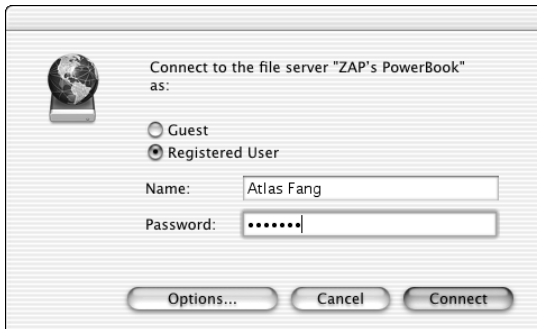 Connect to the file server "ZAP's PowerBook"
as:
Guest
Registered User
Name: Atlas Fang
Password: •••••••
Options... Cancel Connect